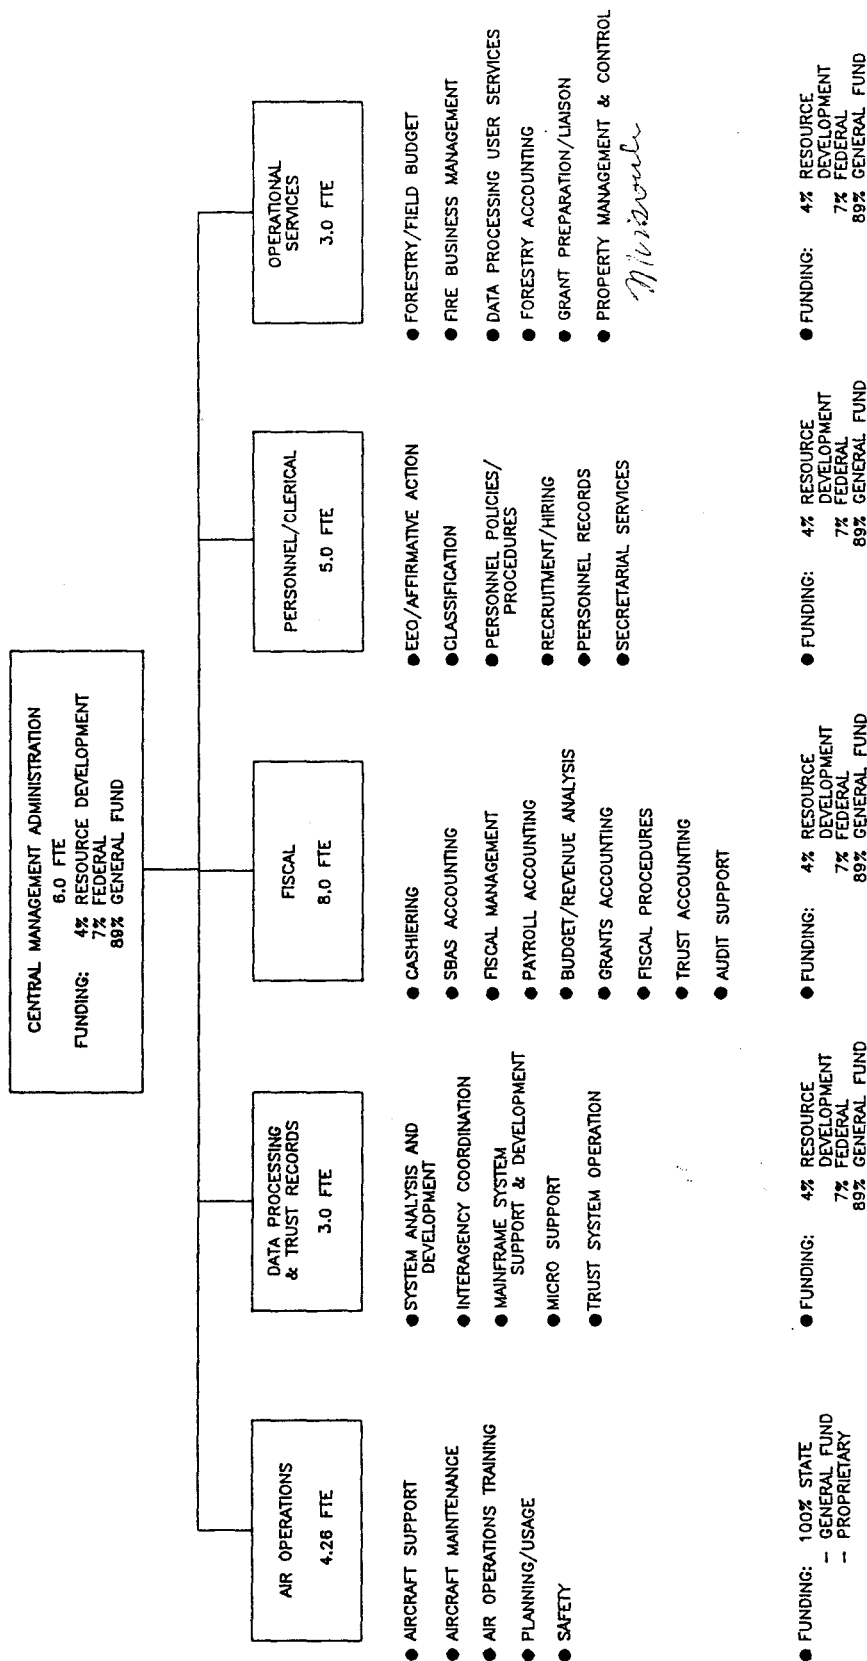 CENTRAL MANAGEMENT ADMINISTRATION
6.0 FTE
FUNDING: 4% RESOURCE DEVELOPMENT
7% FEDERAL
89% GENERAL FUND
AIR OPERATIONS
4.26 FTE
● AIRCRAFT SUPPORT
● AIRCRAFT MAINTENANCE
● AIR OPERATIONS TRAINING
● PLANNING/USAGE
● SAFETY
● FUNDING: 100% STATE
– GENERAL FUND
– PROPRIETARY
DATA PROCESSING
& TRUST RECORDS
3.0 FTE
● SYSTEM ANALYSIS AND
DEVELOPMENT
● INTERAGENCY COORDINATION
● MAINFRAME SYSTEM
SUPPORT & DEVELOPMENT
● MICRO SUPPORT
● TRUST SYSTEM OPERATION
● FUNDING: 4% RESOURCE
DEVELOPMENT
7% FEDERAL
89% GENERAL FUND
FISCAL
8.0 FTE
● CASHIERING
● SBAS ACCOUNTING
● FISCAL MANAGEMENT
● PAYROLL ACCOUNTING
● BUDGET/REVENUE ANALYSIS
● GRANTS ACCOUNTING
● FISCAL PROCEDURES
● TRUST ACCOUNTING
● AUDIT SUPPORT
● FUNDING: 4% RESOURCE
DEVELOPMENT
7% FEDERAL
89% GENERAL FUND
PERSONNEL/CLERICAL
5.0 FTE
● EEO/AFFIRMATIVE ACTION
● CLASSIFICATION
● PERSONNEL POLICIES/
PROCEDURES
● RECRUITMENT/HIRING
● PERSONNEL RECORDS
● SECRETARIAL SERVICES
● FUNDING: 4% RESOURCE
DEVELOPMENT
7% FEDERAL
89% GENERAL FUND
OPERATIONAL
SERVICES
3.0 FTE
● FORESTRY/FIELD BUDGET
● FIRE BUSINESS MANAGEMENT
● DATA PROCESSING USER SERVICES
● FORESTRY ACCOUNTING
● GRANT PREPARATION/LIAISON
● PROPERTY MANAGEMENT & CONTROL
● FUNDING: 4% RESOURCE
DEVELOPMENT
7% FEDERAL
89% GENERAL FUND